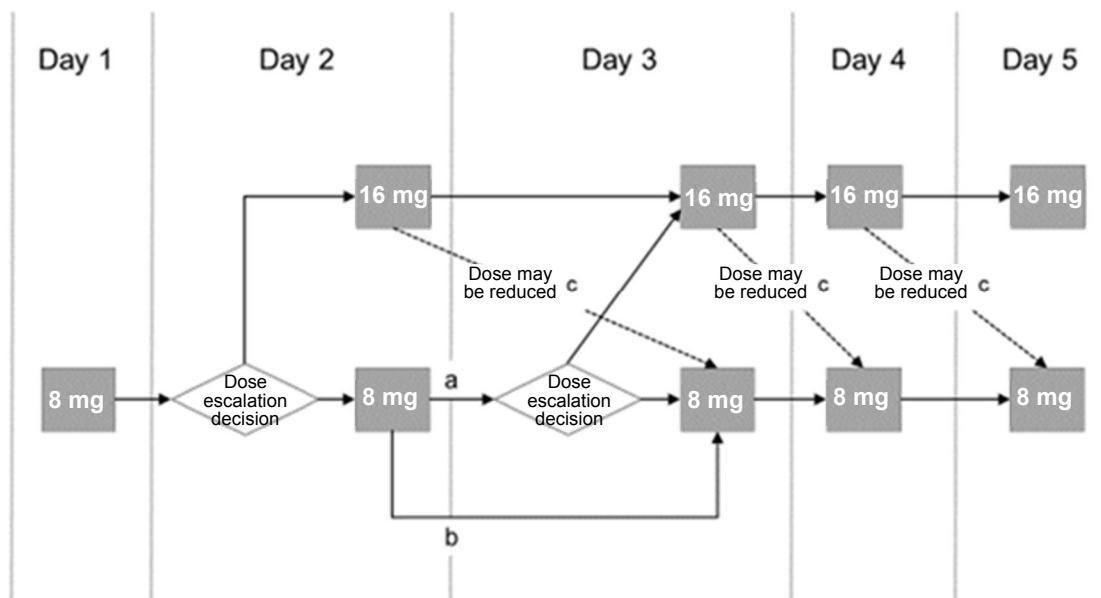 Day 1
Day 2
Day 3
Day 4
Day 5
16 mg
16 mg
16 mg
16 mg
Dose may
be reduced
c
Dose may
be reduced
c
Dose may
be reduced
c
8 mg
Dose
escalation
decision
8 mg
a
Dose
escalation
decision
8 mg
8 mg
8 mg
b